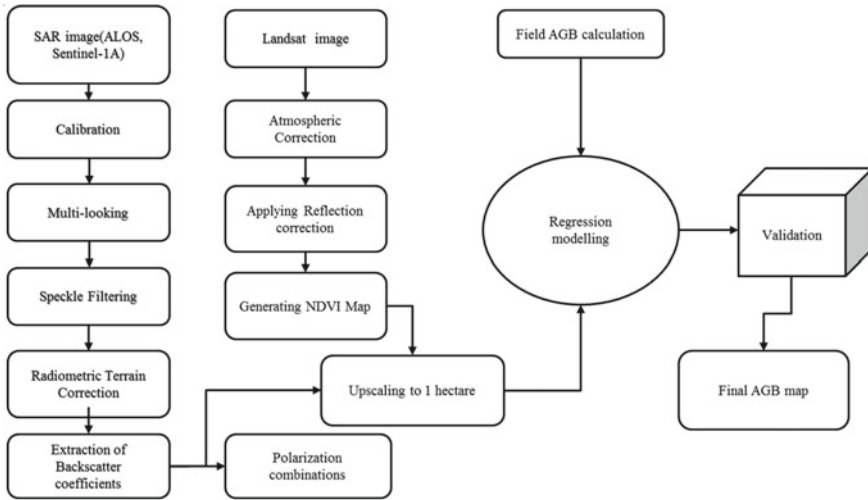 SAR image(ALOS,
Sentinel-1A)
Calibration
Multi-looking
Speckle Filtering
Radiometric Terrain
Correction
Extraction of
Backscatter
coefficients
Landsat image
Atmospheric
Correction
Applying Reflection
correction
Generating NDVI Map
Upscaling to 1 hectare
Polarization
combinations
Field AGB calculation
Regression
modelling
Validation
Final AGB map